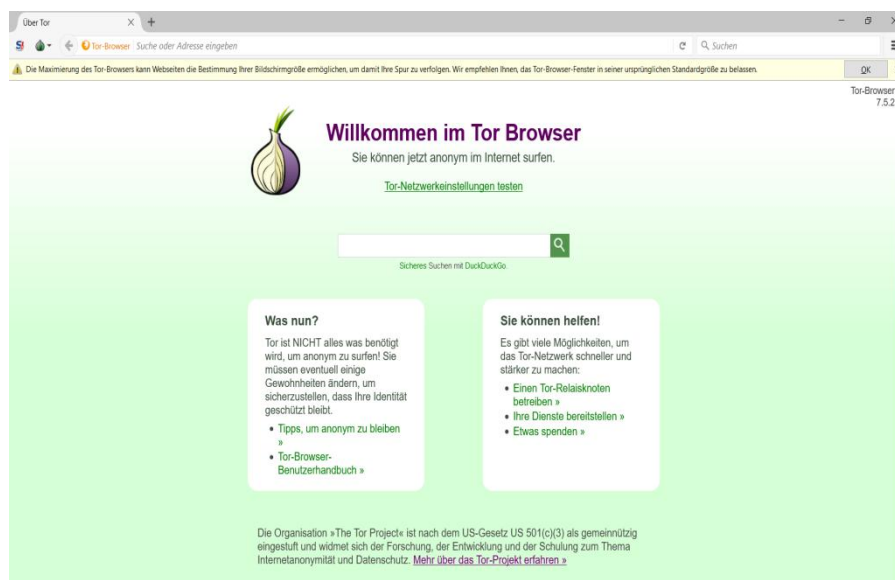 Über Tor
Tor-Browser Suche oder Adresse eingeben
Suchen
Die Maximierung des Tor-Browsers kann Webseiten die Bestimmung Ihrer Bildschirmgröße ermöglichen, um damit Ihre Spur zu verfolgen. Wir empfehlen Ihnen, das Tor-Browser-Fenster in seiner ursprünglichen Standardgröße zu belassen.
OK
Tor-Browser
7.5.2
Willkommen im Tor Browser
Sie können jetzt anonym im Internet surfen.
Tor-Netzwerkeinstellungen testen
Sicheres Suchen mit DuckDuckGo.
Was nun?
Tor ist NICHT alles was benötigt
wird, um anonym zu surfen! Sie
müssen eventuell einige
Gewohnheiten ändern, um
sicherzustellen, dass Ihre Identität
geschützt bleibt.
• Tipps, um anonym zu bleiben
»
• Tor-Browser-
Benutzerhandbuch »
Sie können helfen!
Es gibt viele Möglichkeiten, um
das Tor-Netzwerk schneller und
stärker zu machen:
• Einen Tor-Relaisknoten
betreiben »
• Ihre Dienste bereitstellen »
• Etwas spenden »
Die Organisation »The Tor Project« ist nach dem US-Gesetz US 501(c)(3) als gemeinnützig
eingestuft und widmet sich der Forschung, der Entwicklung und der Schulung zum Thema
Internetanonymität und Datenschutz. Mehr über das Tor-Projekt erfahren »